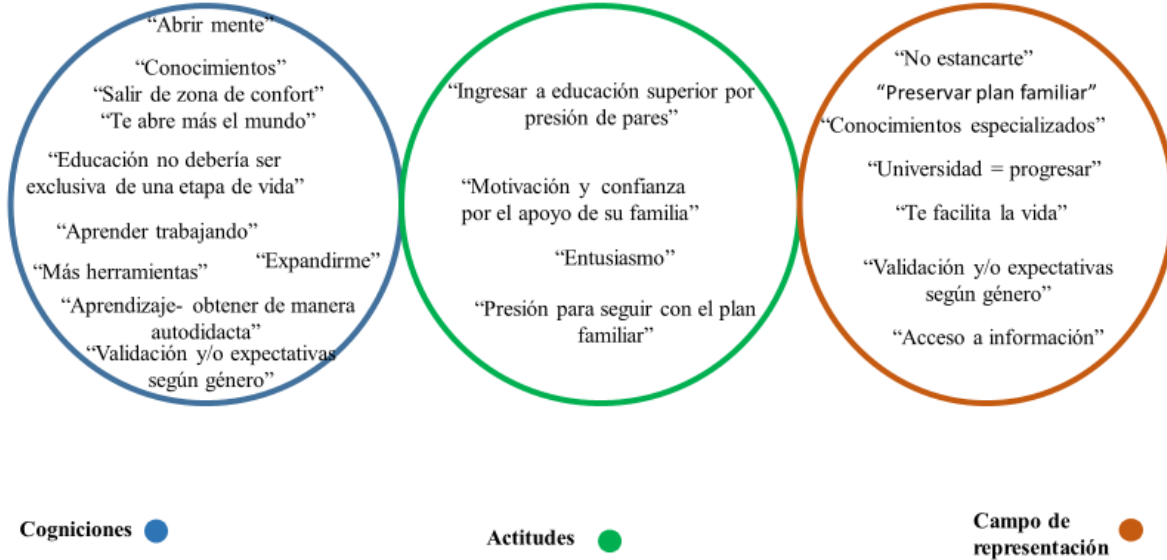 “Abrir mente”
“Conocimientos”
“Salir de zona de confort”
“Te abre más el mundo”
“Educación no debería ser
exclusiva de una etapa de vida”
“Aprender trabajando”
“Expandirme”
“Más herramientas”
“Aprendizaje- obtener de manera
autodidacta”
“Validación y/o expectativas
según género”
“Ingresar a educación superior por
presión de pares”
“Motivación y confianza
por el apoyo de su familia”
“Entusiasmo”
“Presión para seguir con el plan
familiar”
“No estancarte”
“Preservar plan familiar”
“Conocimientos especializados”
“Universidad = progresar”
“Te facilita la vida”
“Validación y/o expectativas
según género”
“Acceso a información”
Cogniciones
Actitudes
Campo de
representación